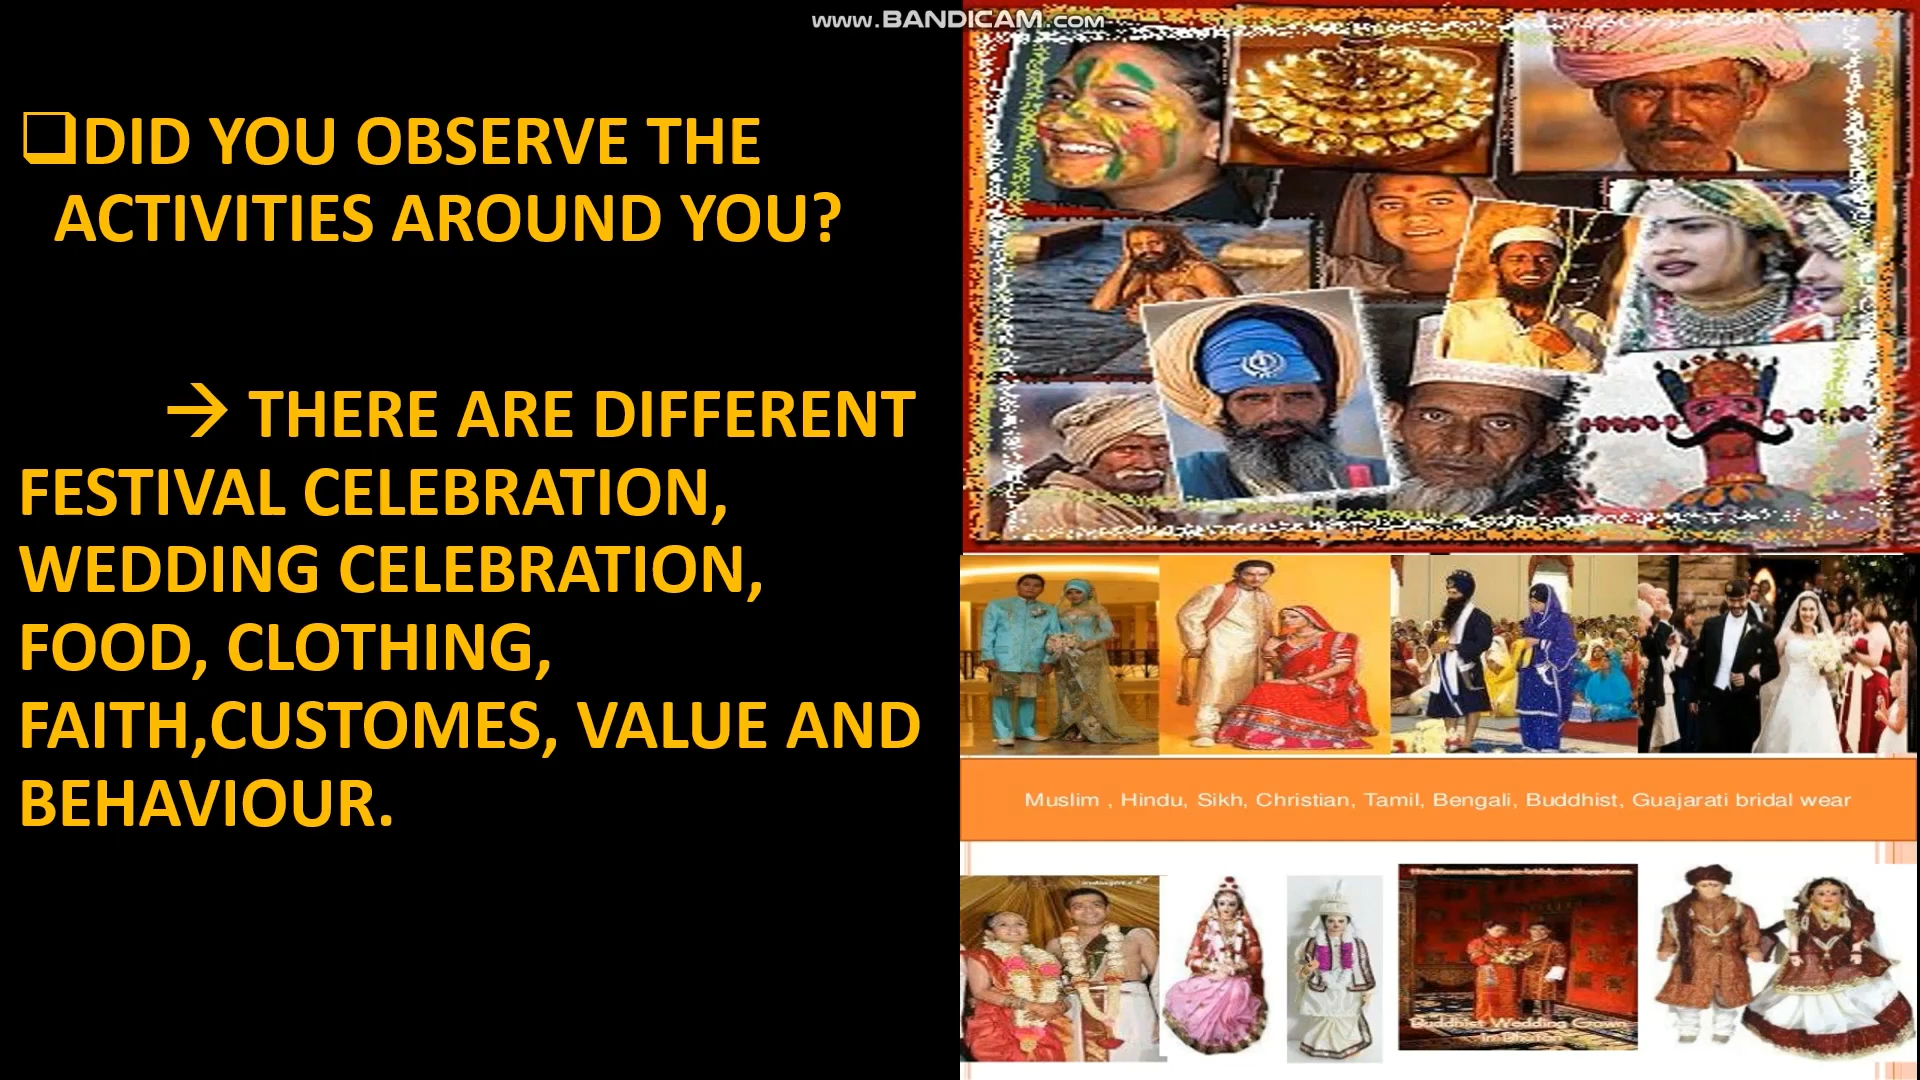 www.BANDICAM.com
❑DID YOU OBSERVE THE
ACTIVITIES AROUND YOU?
→ THERE ARE DIFFERENT
FESTIVAL CELEBRATION,
WEDDING CELEBRATION,
FOOD, CLOTHING,
FAITH,CUSTOMES, VALUE AND
BEHAVIOUR.
Muslim , Hindu, Sikh, Christian, Tamil, Bengali, Buddhist, Guajarati bridal wear
Buddhist Wedding Gown